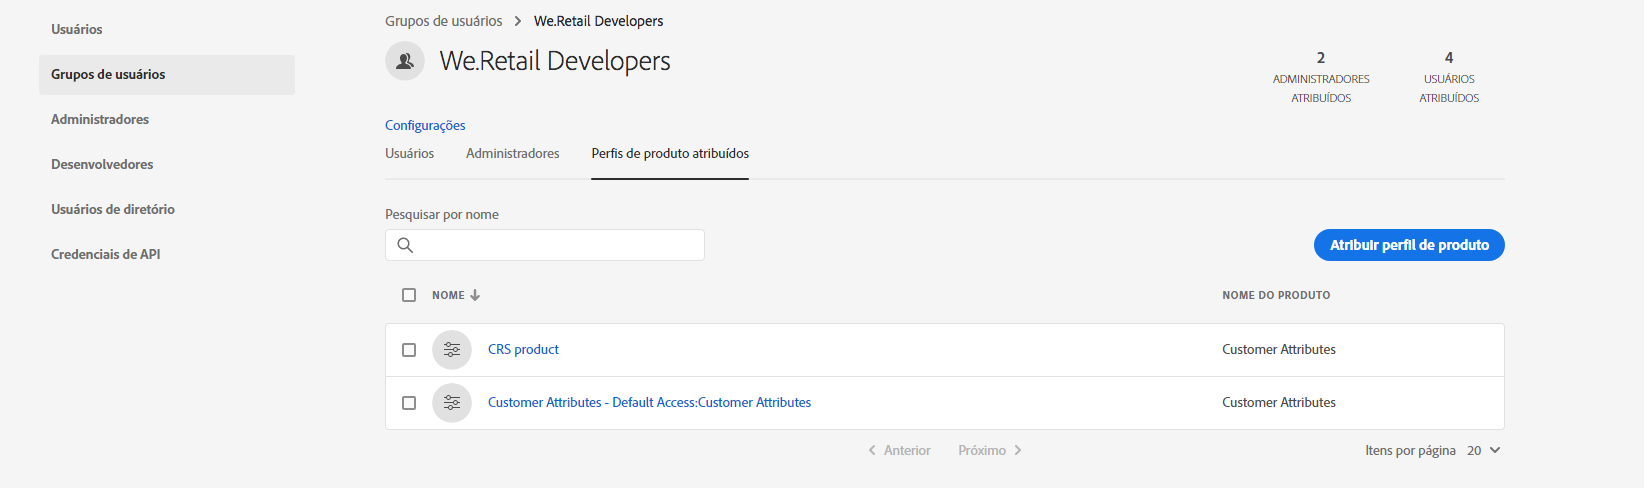 Usuários
Grupos de usuários
Administradores
Desenvolvedores
Usuários de diretório
Credenciais de API
Grupos de usuários > We.Retail Developers
We.Retail Developers
2
ADMINISTRADORES
ATRIBUÍDOS
4
USUÁRIOS
ATRIBUÍDOS
Configurações
Usuários Administradores Perfis de produto atribuídos
Pesquisar por nome
Atribuir perfil de produto
NOME NOME DO PRODUTO
CRS product Customer Attributes
Customer Attributes - Default Access:Customer Attributes Customer Attributes
Anterior Próximo Itens por página 20